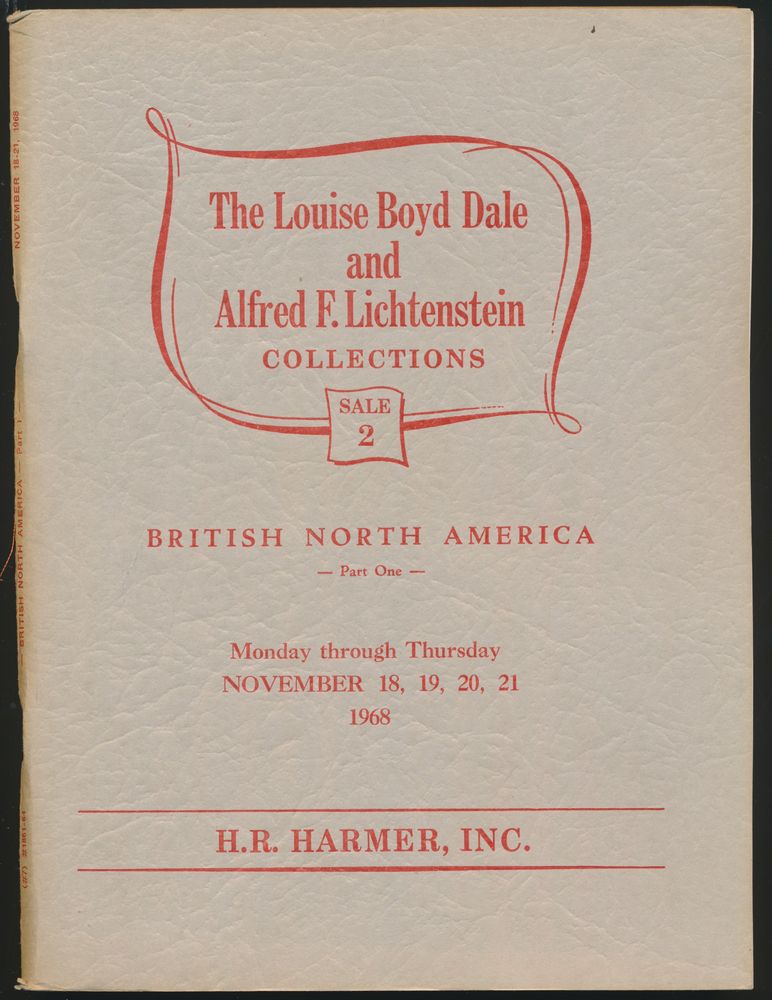 The Louise Boyd Dale
and
Alfred F. Lichtenstein
COLLECTIONS
SALE
2
BRITISH NORTH AMERICA
— Part One —
Monday through Thursday
NOVEMBER 18, 19, 20, 21
1968
H.R. HARMER, INC.
— BRITISH NORTH AMERICA — Part 1 —
NOVEMBER 18-21, 1968